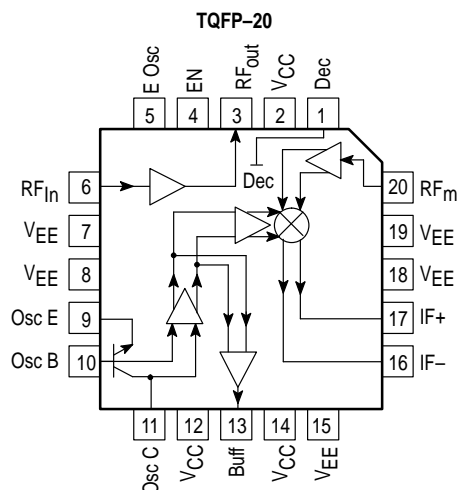 TQFP–20
E Osc
EN
RFout
VCC
Dec
5
4
3
2
1
Dec
RFIn
6
20
RFm
VEE
7
19
VEE
VEE
8
18
VEE
Osc E
9
17
IF+
Osc B
10
16
IF–
11
12
13
14
15
Osc C
VCC
Buff
VCC
VEE